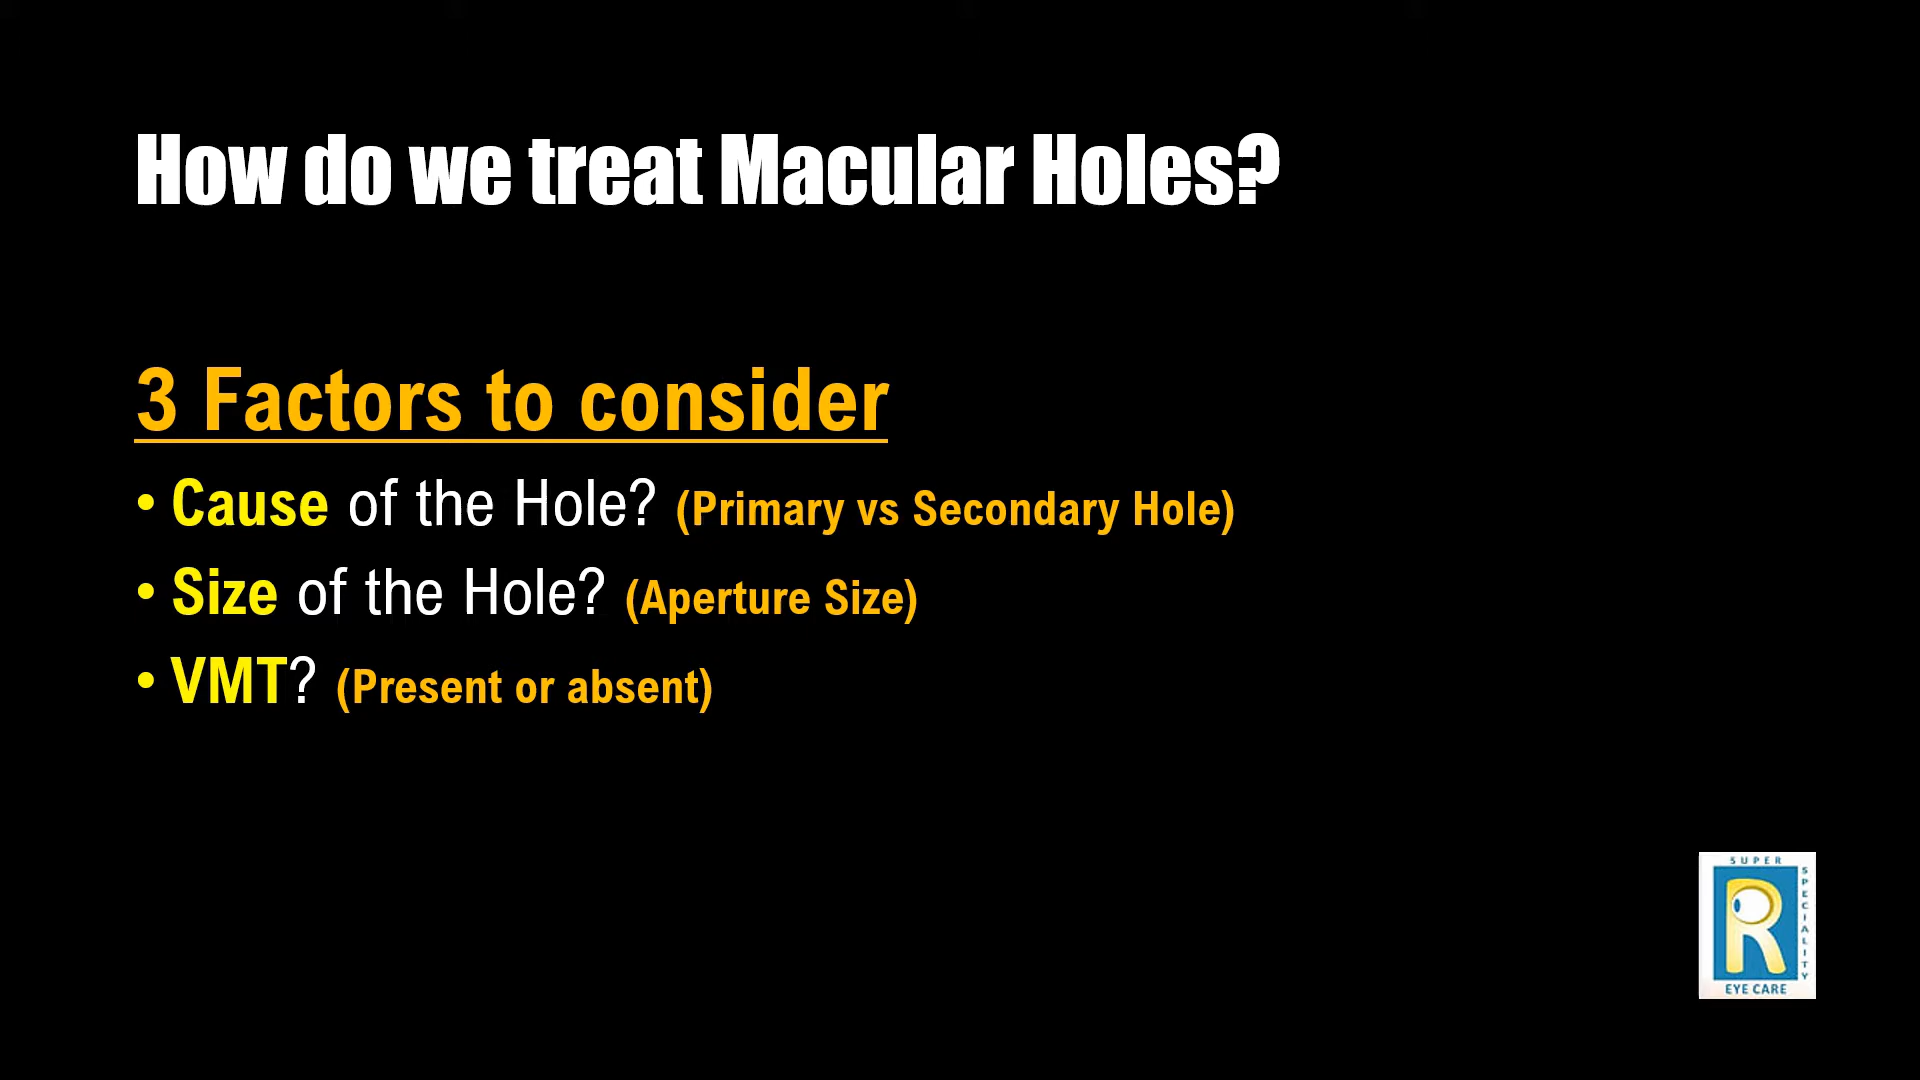 How do we treat Macular Holes?
3 Factors to consider
• Cause of the Hole? (Primary vs Secondary Hole)
• Size of the Hole? (Aperture Size)
• VMT? (Present or absent)
SUPER
SPECIALITY
R
EYE CARE